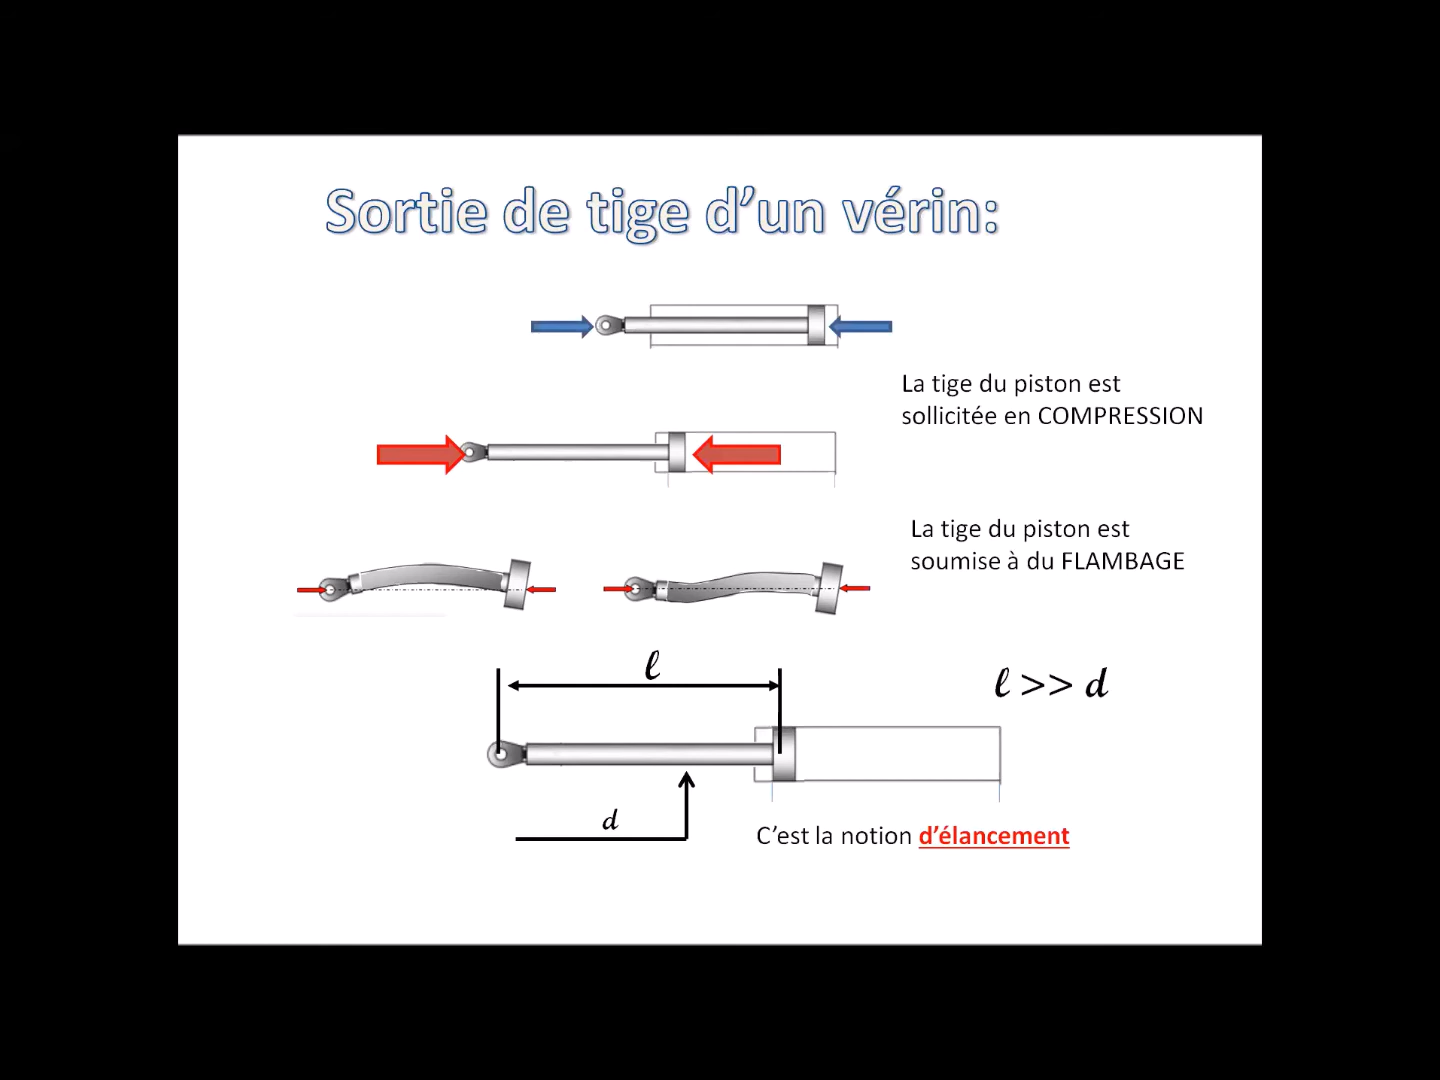 Sortie de tige d’un vérin:
La tige du piston est
sollicitée en COMPRESSION
La tige du piston est
soumise à du FLAMBAGE
ℓ
ℓ >> d
d
C’est la notion d’élancement